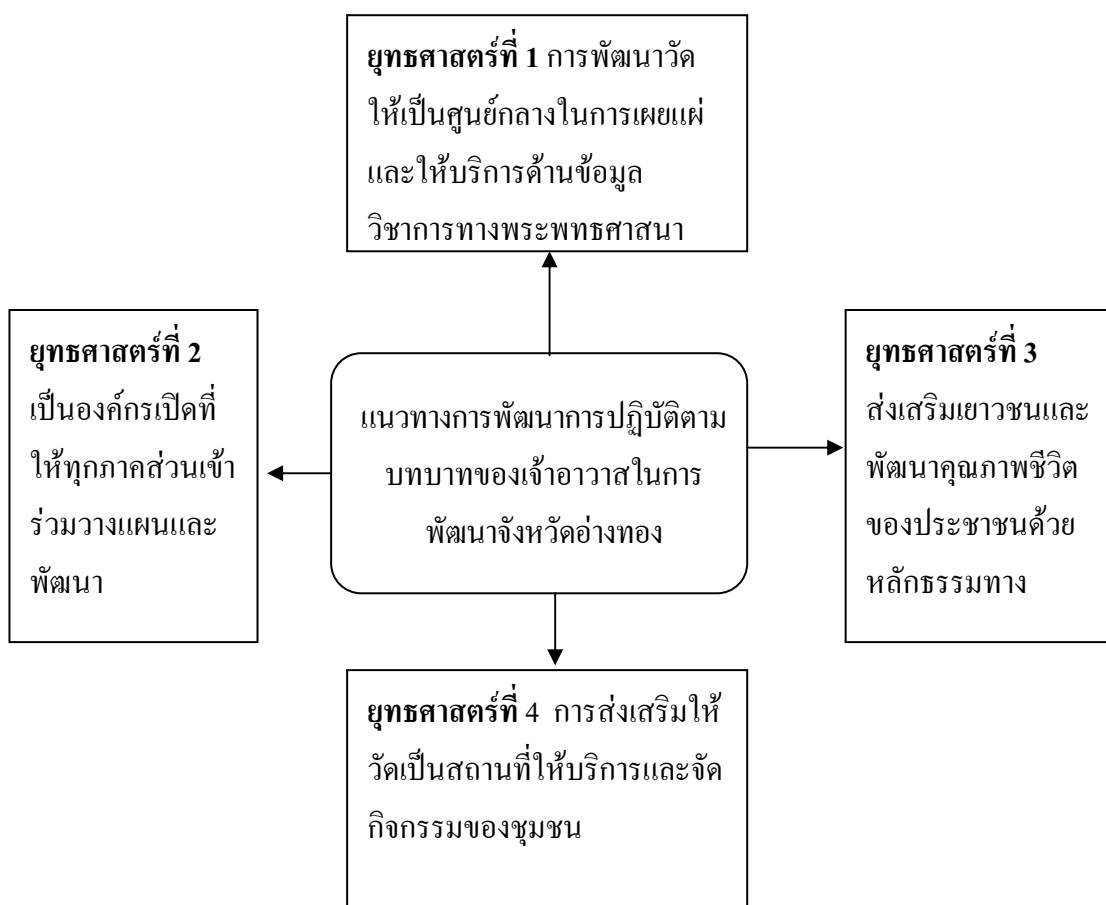 ยุทธศาสตร์ที่ 1 การพัฒนาวัด
ให้เป็นศูนย์กลางในการเผยแผ่
และให้บริการด้านข้อมูล
วิชาการทางพระพทธศาสนา
ยุทธศาสตร์ที่ 2
เป็นองค์กรเปิดที่
ให้ทุกภาคส่วนเข้า
ร่วมวางแผนและ
พัฒนา
แนวทางการพัฒนาการปฏิบัติตาม
บทบาทของเจ้าอาวาสในการ
พัฒนาจังหวัดอ่างทอง
ยุทธศาสตร์ที่ 3
ส่งเสริมเยาวชนและ
พัฒนาคุณภาพชีวิต
ของประชาชนด้วย
หลักธรรมทาง
ยุทธศาสตร์ที่ 4 การส่งเสริมให้
วัดเป็นสถานที่ให้บริการและจัด
กิจกรรมของชุมชน